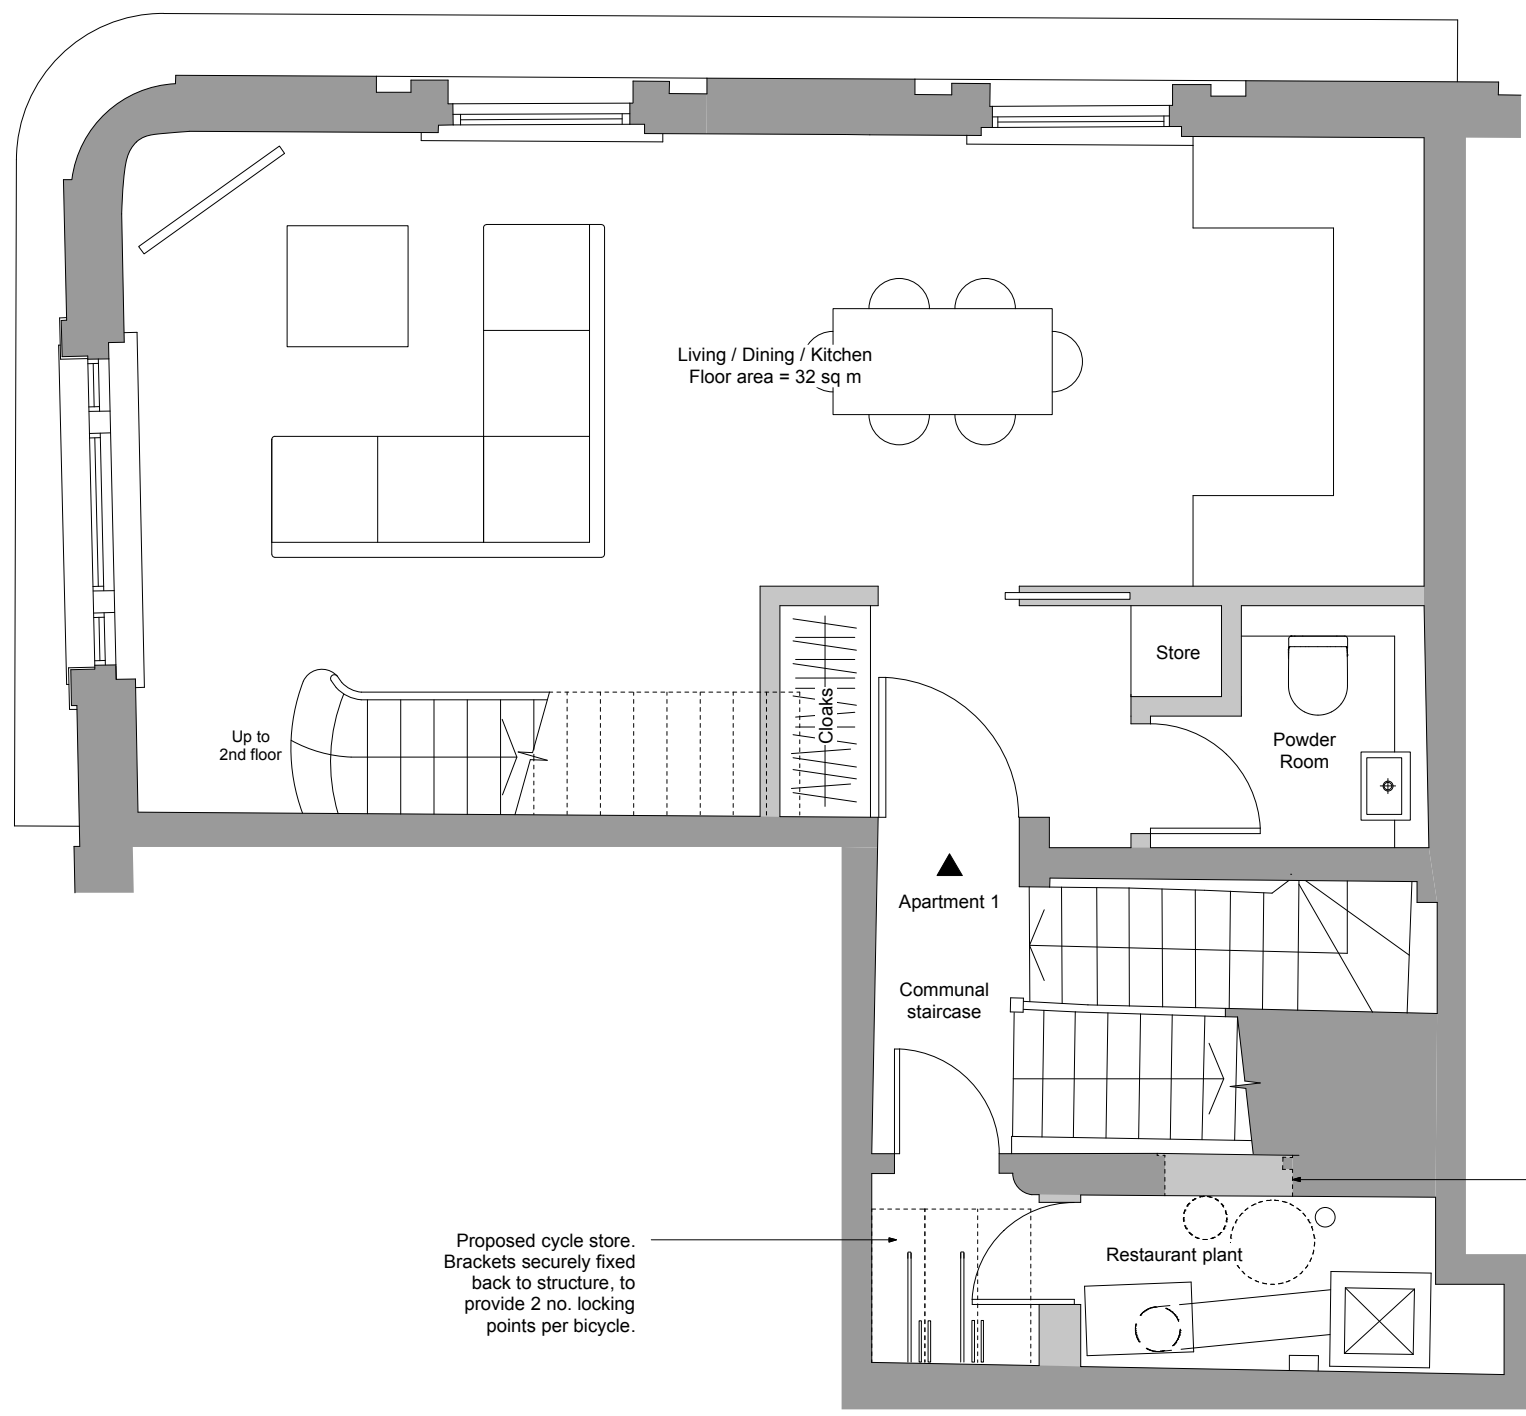 Living / Dining / Kitchen
Floor area = 32 sq m
Store
Cloaks
Up to
2nd floor
Powder
Room
Apartment 1
Communal
staircase
Proposed cycle store.
Brackets securely fixed
back to structure, to
provide 2 no. locking
points per bicycle.
Restaurant plant